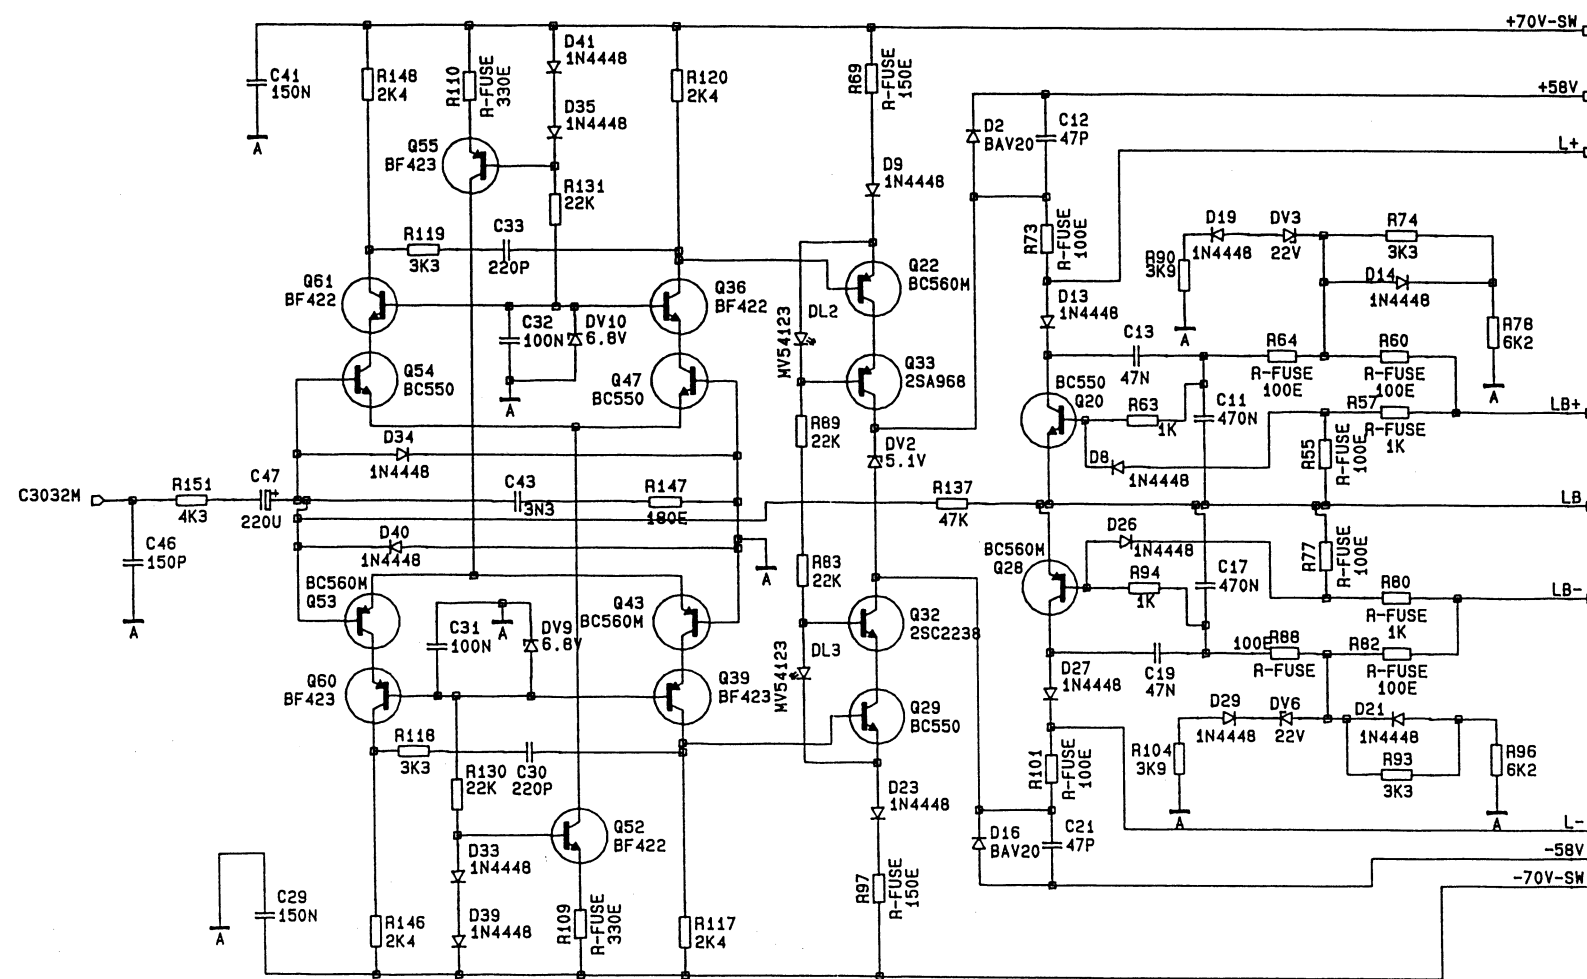 +70V-SW
D41
1N4448
C41
150N
R148
2K4
R110
R-FUSE
330E
R120
2K4
R69
R-FUSE
150E
+58V
D35
1N4448
D2
BAV20
C12
47P
A
Q55
BF423
L+
D9
1N4448
R131
22K
R119
3K3
C33
220P
R73
R-FUSE
100E
D19
1N4448
DV3
22V
R74
3K3
R90
3K9
D14
1N4448
Q61
BF422
Q36
BF422
Q22
BC560M
D13
1N4448
C32
100N
DV10
6.8V
DL2
MV54123
A
R78
6K2
C13
47N
R64
R-FUSE
100E
R60
R-FUSE
100E
Q54
BC550
Q47
BC550
Q33
2SA968
A
A
BC550
Q20
R63
1K
C11
470N
R57
R-FUSE
1K
LB+
R89
22K
DV2
5.1V
D34
1N4448
D8
1N4448
R55
R-FUSE
100E
C3032M
R151
4K3
C47
+
220U
C43
3N3
R147
180E
R137
47K
LB
C46
150P
D40
1N4448
D26
1N4448
R77
R-FUSE
100E
A
R83
22K
BC560M
Q28
R94
1K
C17
470N
R80
R-FUSE
1K
LB-
BC560M
Q53
Q43
BC560M
A
A
C31
100N
DV9
6.8V
Q32
2SC2238
DL3
MV54123
100E
R88
R-FUSE
R82
R-FUSE
100E
C19
47N
D27
1N4448
Q60
BF423
Q39
BF423
Q29
BC550
D29
1N4448
DV6
22V
D21
1N4448
R104
3K9
R93
3K3
R96
6K2
R118
3K3
C30
220P
R130
22K
R101
R-FUSE
100E
D23
1N4448
A
A
Q52
BF422
D16
BAV20
C21
47P
L-
-58V
D33
1N4448
-70V-SW
C29
150N
R97
R-FUSE
150E
A
R146
2K4
D39
1N4448
R109
R-FUSE
330E
R117
2K4